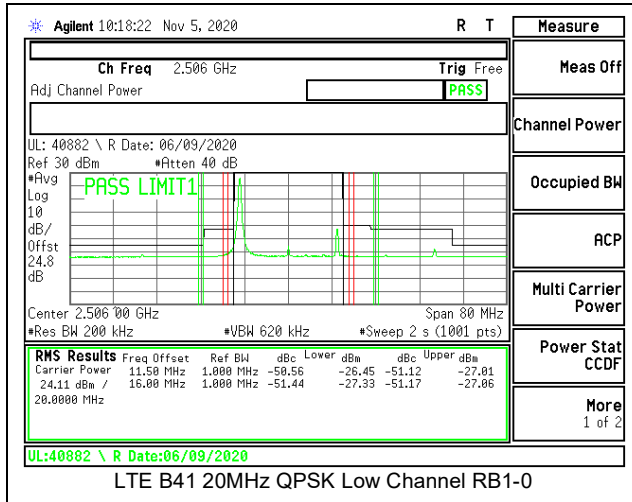 Agilent 10:18:22 Nov 5, 2020 R T
Measure
Ch Freq 2.506 GHz Trig Free
Meas Off
Adj Channel Power PASS
Channel Power
UL: 40882 \ R Date: 06/09/2020
Ref 30 dBm #Atten 40 dB
#Avg
PASS LIMIT1
Occupied BW
Log
10
dB/
ACP
Offst
24.8
dB
Multi Carrier
Power
Center 2.506 00 GHz Span 80 MHz
#Res BW 200 kHz #VBW 620 kHz #Sweep 2 s (1001 pts)
Power Stat
CCDF
RMS Results Freq Offset Ref BW dBc Lower dBm dBc Upper dBm
Carrier Power 11.50 MHz 1.000 MHz -50.56 -26.45 -51.12 -27.01
24.11 dBm / 16.00 MHz 1.000 MHz -51.44 -27.33 -51.17 -27.06
20.0000 MHz
More
1 of 2
UL:40882 \ R Date:06/09/2020
LTE B41 20MHz QPSK Low Channel RB1-0